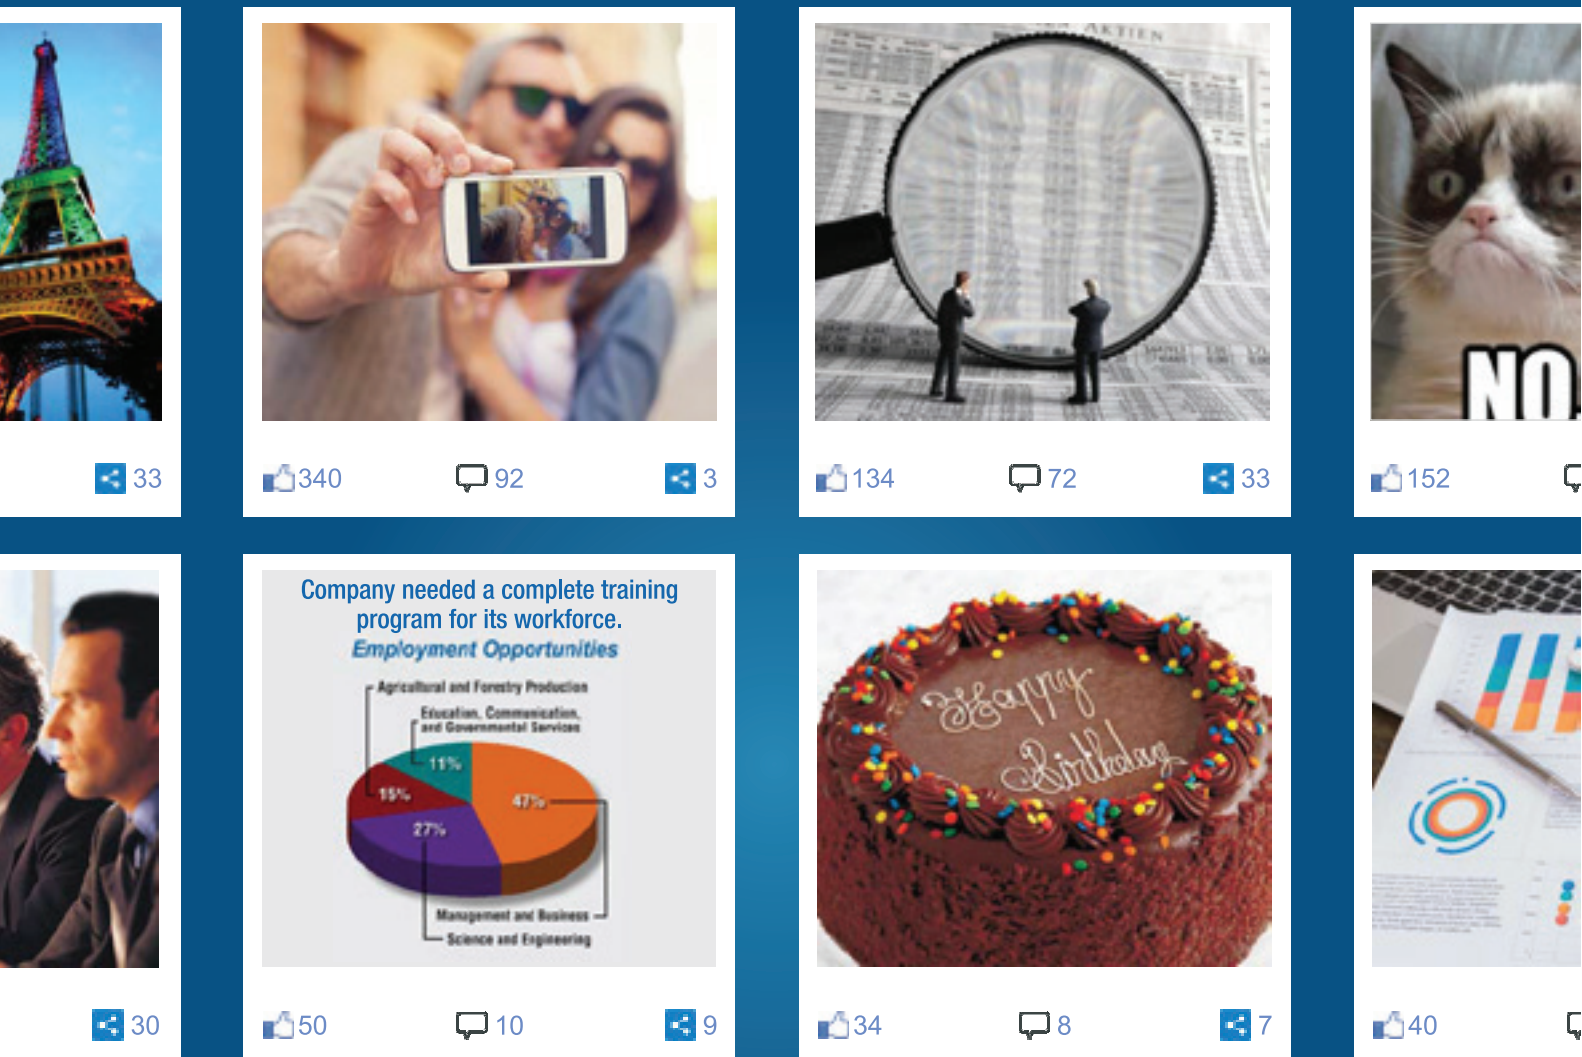 AKTIEN
NO.
33
340 92 3
134 72 33
152
Company needed a complete training
program for its workforce.
Employment Opportunities
Agricultural and Forestry Production
Education, Communication,
and Governmental Services
11%
15%
47%
27%
Management and Business
Science and Engineering
Happy
Birthday
30
50 10 9
34 8 7
40